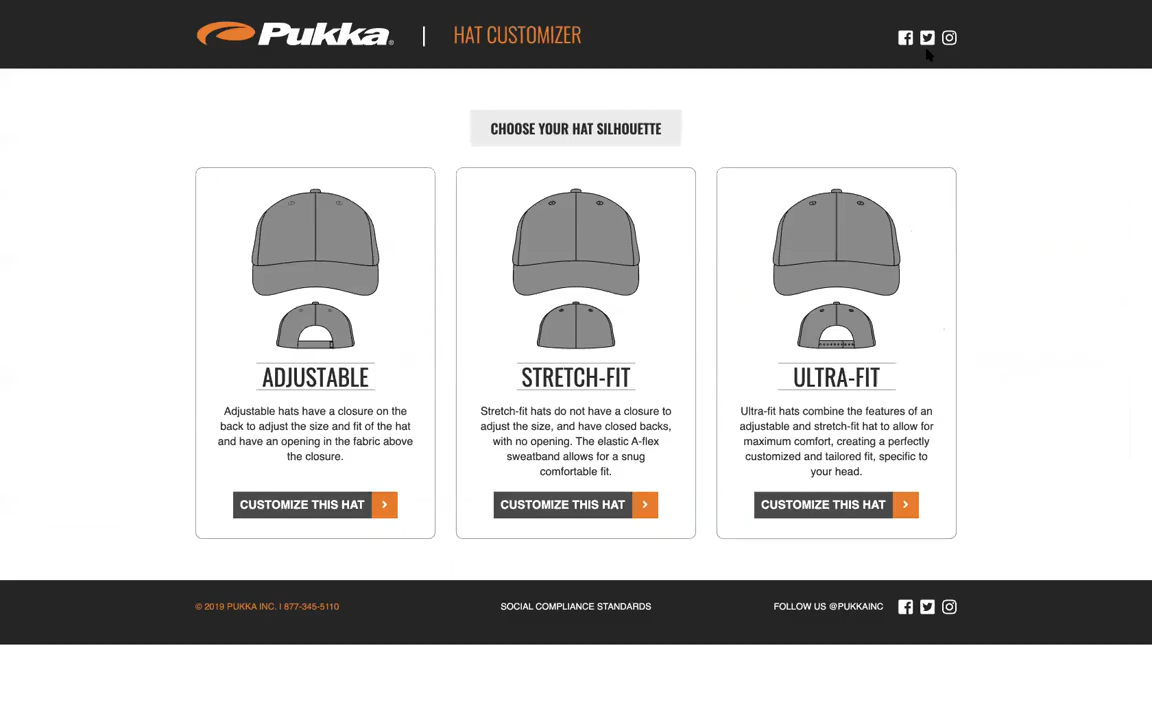 Pukka®
HAT CUSTOMIZER
CHOOSE YOUR HAT SILHOUETTE
ADJUSTABLE
Adjustable hats have a closure on the
back to adjust the size and fit of the hat
and have an opening in the fabric above
the closure.
CUSTOMIZE THIS HAT
STRETCH-FIT
Stretch-fit hats do not have a closure to
adjust the size, and have closed backs,
with no opening. The elastic A-flex
sweatband allows for a snug
comfortable fit.
CUSTOMIZE THIS HAT
ULTRA-FIT
Ultra-fit hats combine the features of an
adjustable and stretch-fit hat to allow for
maximum comfort, creating a perfectly
customized and tailored fit, specific to
your head.
CUSTOMIZE THIS HAT
© 2019 PUKKA INC. I 877-345-5110
SOCIAL COMPLIANCE STANDARDS
FOLLOW US @PUKKAINC